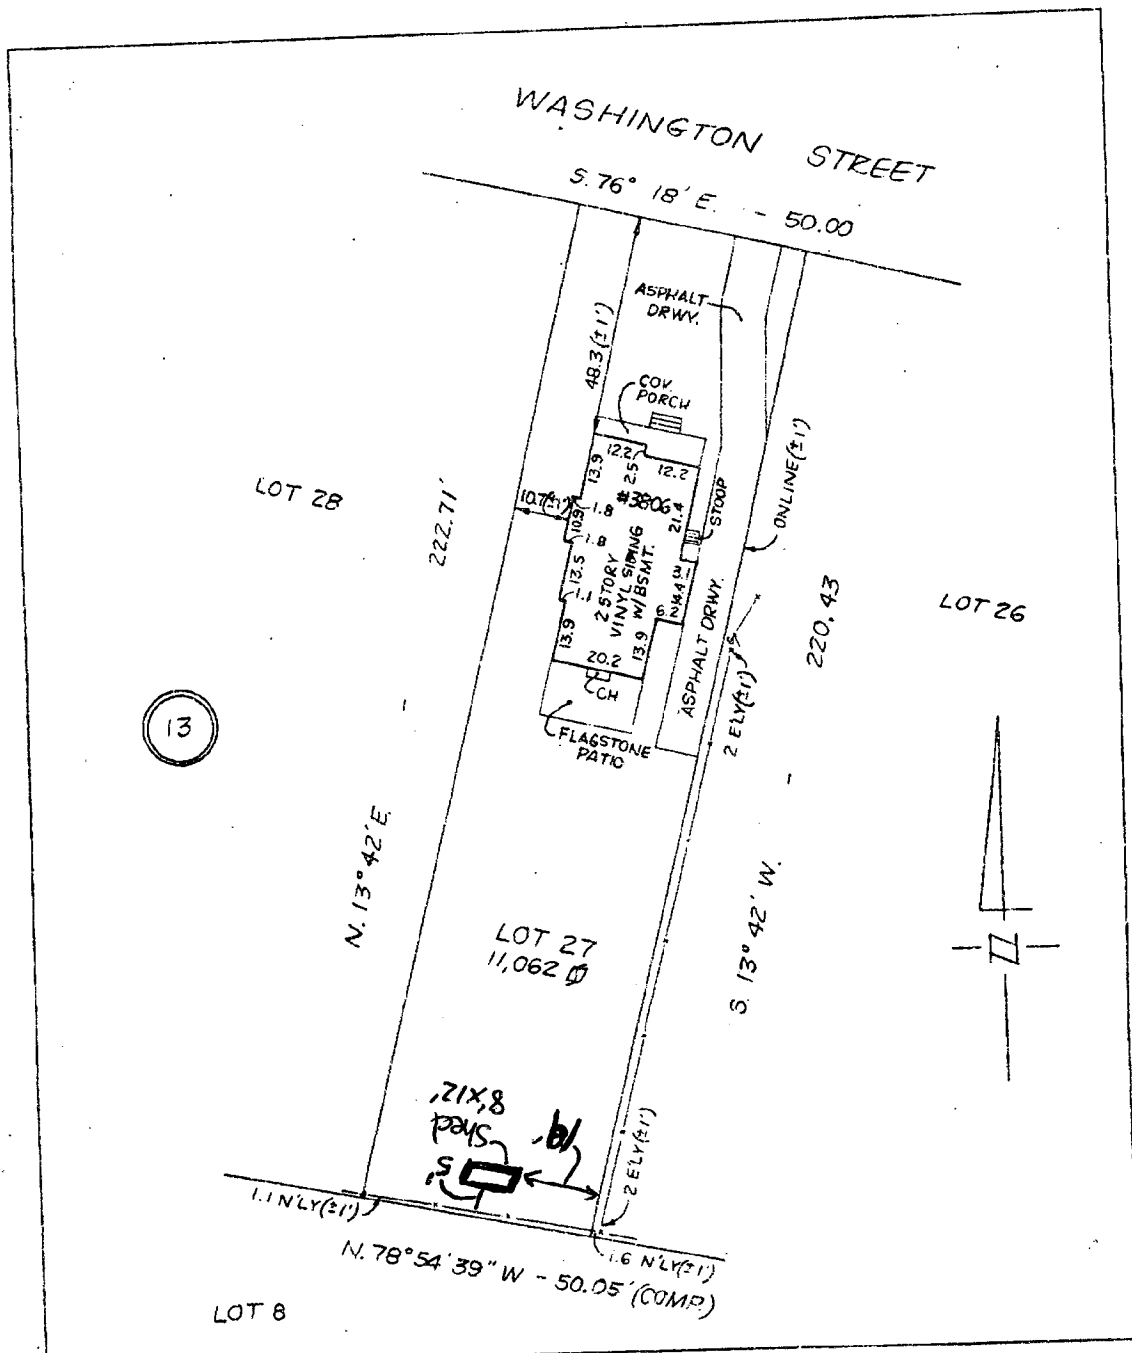 WASHINGTON STREET
S. 76° 18' E. - 50.00
ASPHALT
DRWY.
48.3 (±1')
COV.
PORCH
12.2
2.5
12.2
13.9
#3806
LOT 28
222.71'
10.7(±1')
1.8
10.9
1.8
21.4
STOOP
ONLINE (±1')
13.5
1.1
2 STORY
VINYL SIDING
W/BSMT.
14.4
6.2
13.9
13.9
20.2
CH
ASPHALT DRWY.
LOT 26
220.43
2 ELY(±1')
13
FLAGSTONE
PATIO
N. 13° 42' E.
S. 13° 42' W.
LOT 27
11,062
N
8'x12'
Shed
5'
2 ELY(±1')
1.1 N'LY(±1')
1.6 N'LY(±1')
N. 78° 54' 39" W - 50.05' (COMP.)
LOT 8